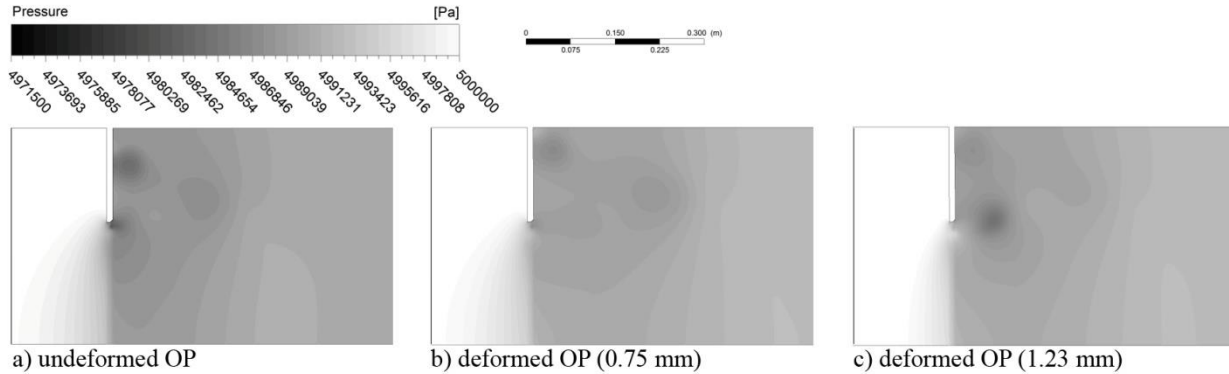 Pressure [Pa]
0 0.150 0.300 (m)
0.075 0.225
4971500 4973693 4975885 4978077 4980269 4982462 4984654 4986846 4989039 4991231 4993423 4995616 4997808 5000000
a) undeformed OP b) deformed OP (0.75 mm) c) deformed OP (1.23 mm)